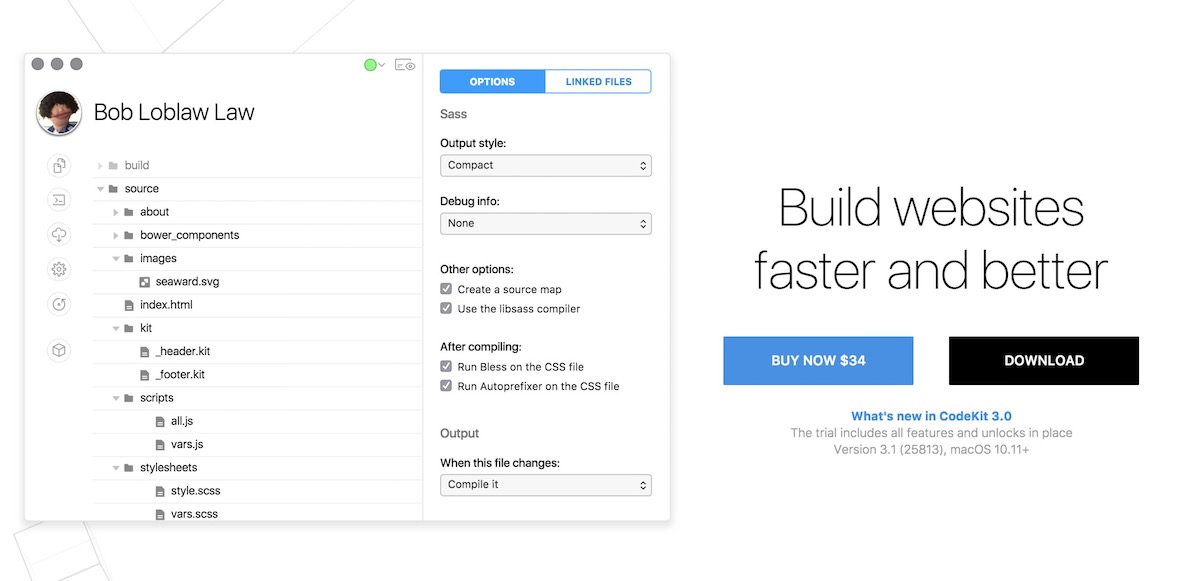 Bob Loblaw Law
build
source
about
bower_components
images
seaward.svg
index.html
kit
_header.kit
_footer.kit
scripts
all.js
vars.js
stylesheets
style.scss
vars.scss
OPTIONS
LINKED FILES
Sass
Output style:
Compact
Debug info:
None
Other options:
Create a source map
Use the libsass compiler
After compiling:
Run Bless on the CSS file
Run Autoprefixer on the CSS file
Output
When this file changes:
Compile it
Build websites
faster and better
BUY NOW $34
DOWNLOAD
What's new in CodeKit 3.0
The trial includes all features and unlocks in place
Version 3.1 (25813), macOS 10.11+